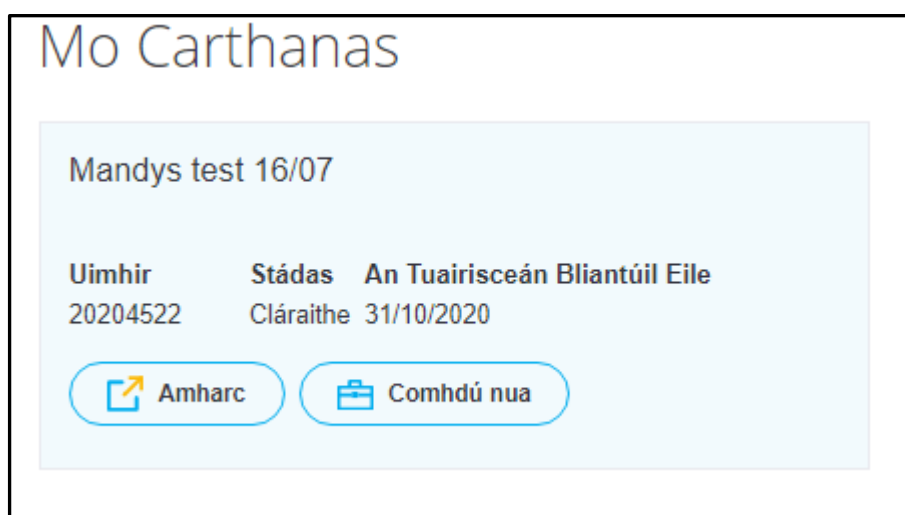 Mo Carthanas
Mandys test 16/07
Uimhir Stádas An Tuairisceán Bliantúil Eile
20204522 Cláraithe 31/10/2020
Amharc Comhdú nua